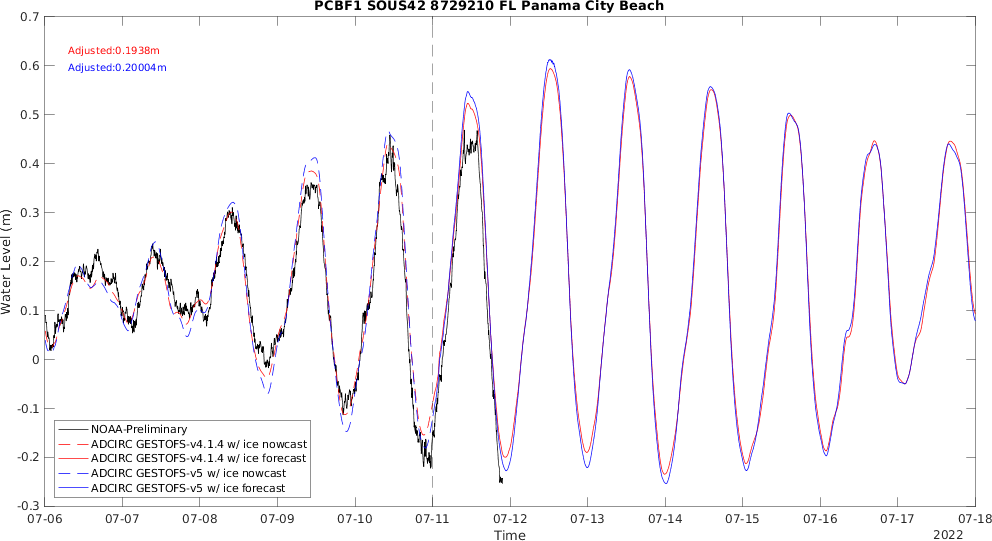 PCBF1 SOUS42 8729210 FL Panama City Beach
0.7
0.6
0.5
0.4
0.3
0.2
0.1
0
-0.1
-0.2
-0.3
Water Level (m)
Adjusted:0.1938m
Adjusted:0.20004m
NOAA-Preliminary
ADCIRC GESTOFS-v4.1.4 w/ ice nowcast
ADCIRC GESTOFS-v4.1.4 w/ ice forecast
ADCIRC GESTOFS-v5 w/ ice nowcast
ADCIRC GESTOFS-v5 w/ ice forecast
07-06 07-07 07-08 07-09 07-10 07-11 07-12 07-13 07-14 07-15 07-16 07-17 07-18
Time
2022